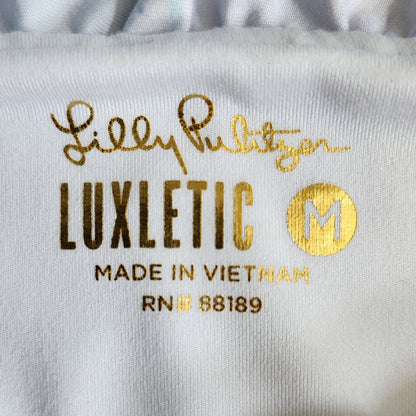 Lilly Pulitzer
LUXLETIC M
MADE IN VIETNAM
RN# 88189